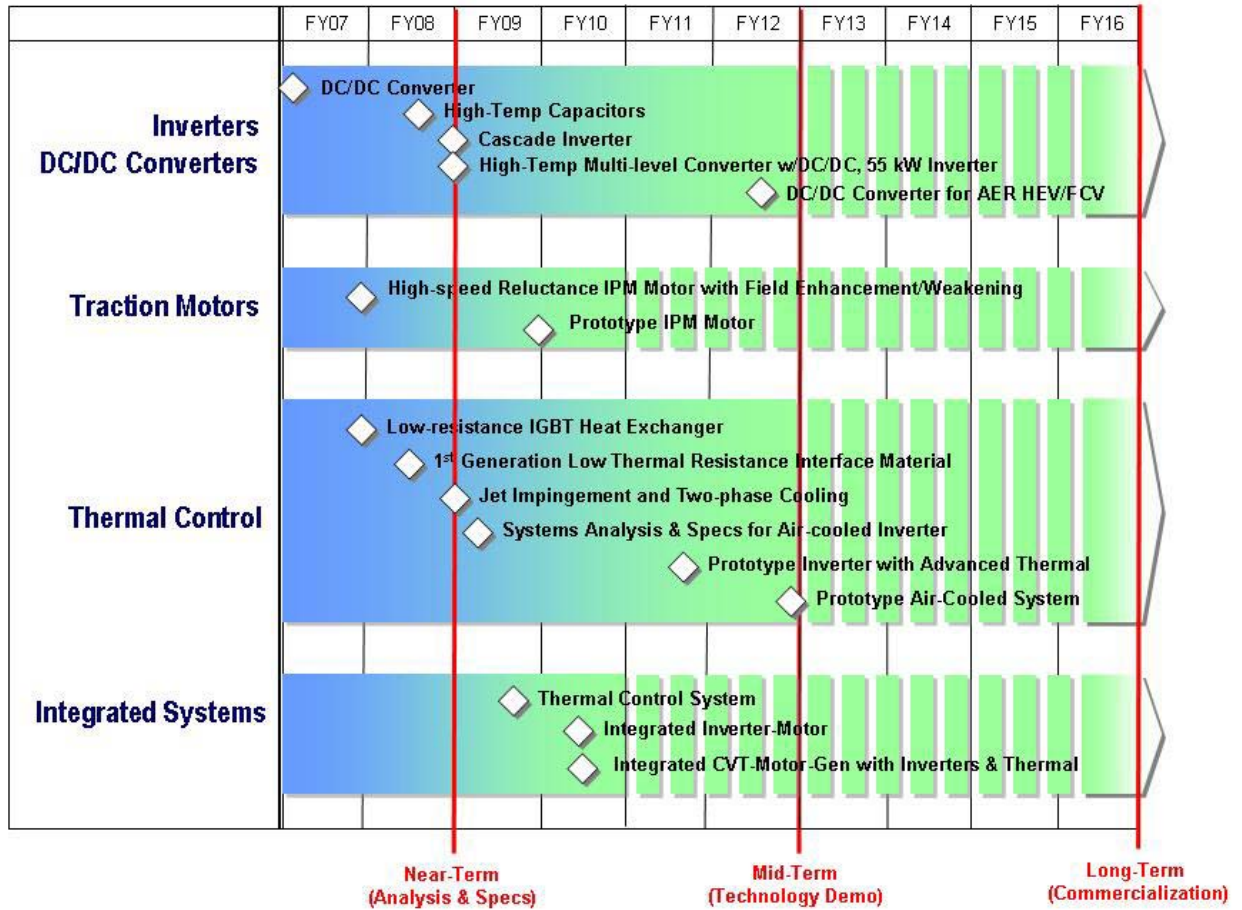 FY07 FY08 FY09 FY10 FY11 FY12 FY13 FY14 FY15 FY16
Inverters
DC/DC Converters
DC/DC Converter
High-Temp Capacitors
Cascade Inverter
High-Temp Multi-level Converter w/DC/DC, 55 kW Inverter
DC/DC Converter for AER HEV/FCV
Traction Motors
High-speed Reluctance IPM Motor with Field Enhancement/Weakening
Prototype IPM Motor
Thermal Control
Low-resistance IGBT Heat Exchanger
1st Generation Low Thermal Resistance Interface Material
Jet Impingement and Two-phase Cooling
Systems Analysis & Specs for Air-cooled Inverter
Prototype Inverter with Advanced Thermal
Prototype Air-Cooled System
Integrated Systems
Thermal Control System
Integrated Inverter-Motor
Integrated CVT-Motor-Gen with Inverters & Thermal
Near-Term
(Analysis & Specs)
Mid-Term
(Technology Demo)
Long-Term
(Commercialization)